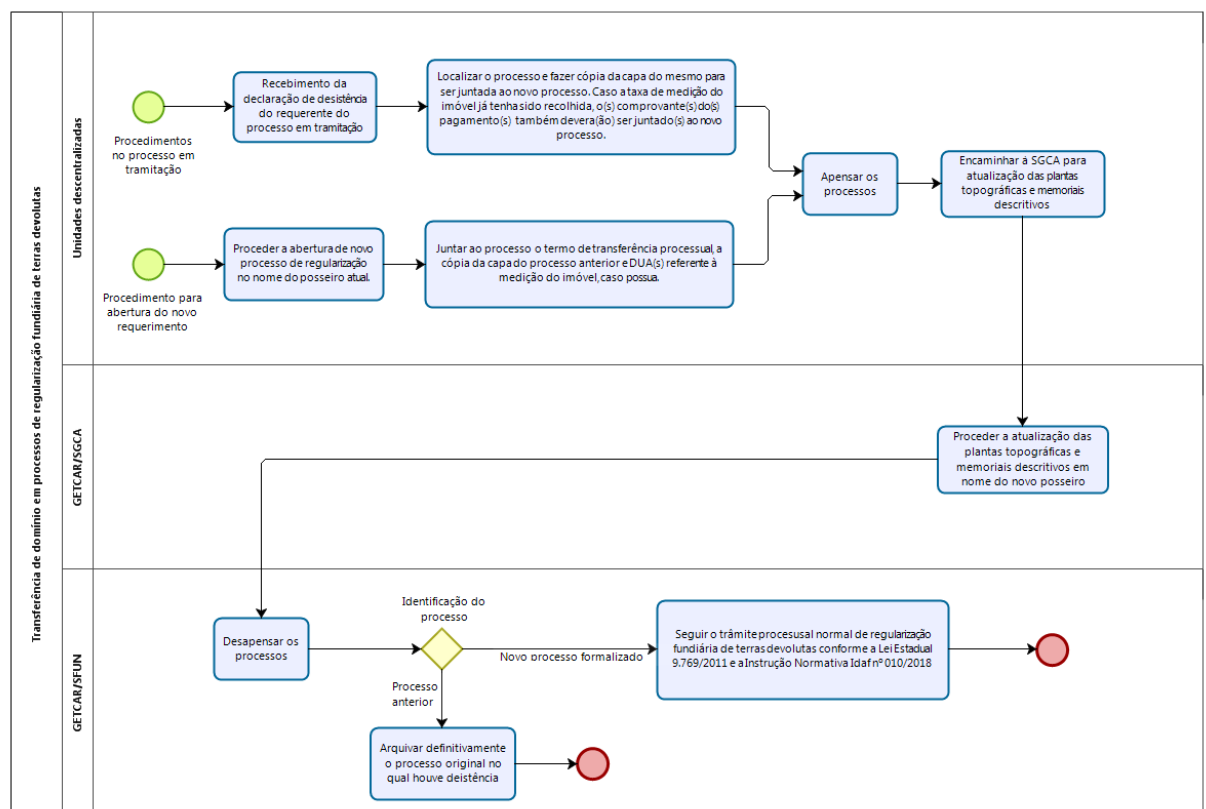 Transferência de domínio em processos de regularização fundiária de terras devolutas
Unidades descentralizadas
Procedimentos
no processo em
tramitação
Recebimento da
declaração de desistência
do requerente do
processo em tramitação
Localizar o processo e fazer cópia da capa do mesmo para
ser juntada ao novo processo. Caso a taxa de medição do
imóvel já tenha sido recolhida, o(s) comprovante(s) do(s)
pagamento(s) também devera(ão) ser juntado(s) ao novo
processo.
Apensar os
processos
Encaminhar á SGCA para
atualização das plantas
topográficas e memoriais
descritivos
Procedimento para
abertura do novo
requerimento
Proceder a abertura de novo
processo de regularização
no nome do posseiro atual.
Juntar ao processo o termo de transferência processual, a
cópia da capa do processo anterior e DUA(s) referente à
medição do imóvel, caso possua.
GETCAR/SGCA
Proceder a atualização das
plantas topográficas e
memoriais descritivos em
nome do novo posseiro
GETCAR/SFUN
Desapensar os
processos
Identificação do
processo
Novo processo formalizado
Seguir o trâmite procesusal normal de regularização
fundiária de terras devolutas conforme a Lei Estadual
9.769/2011 e a Instrução Normativa Idaf nº 010/2018
Processo
anterior
Arquivar definitivamente
o processo original no
qual houve deistência